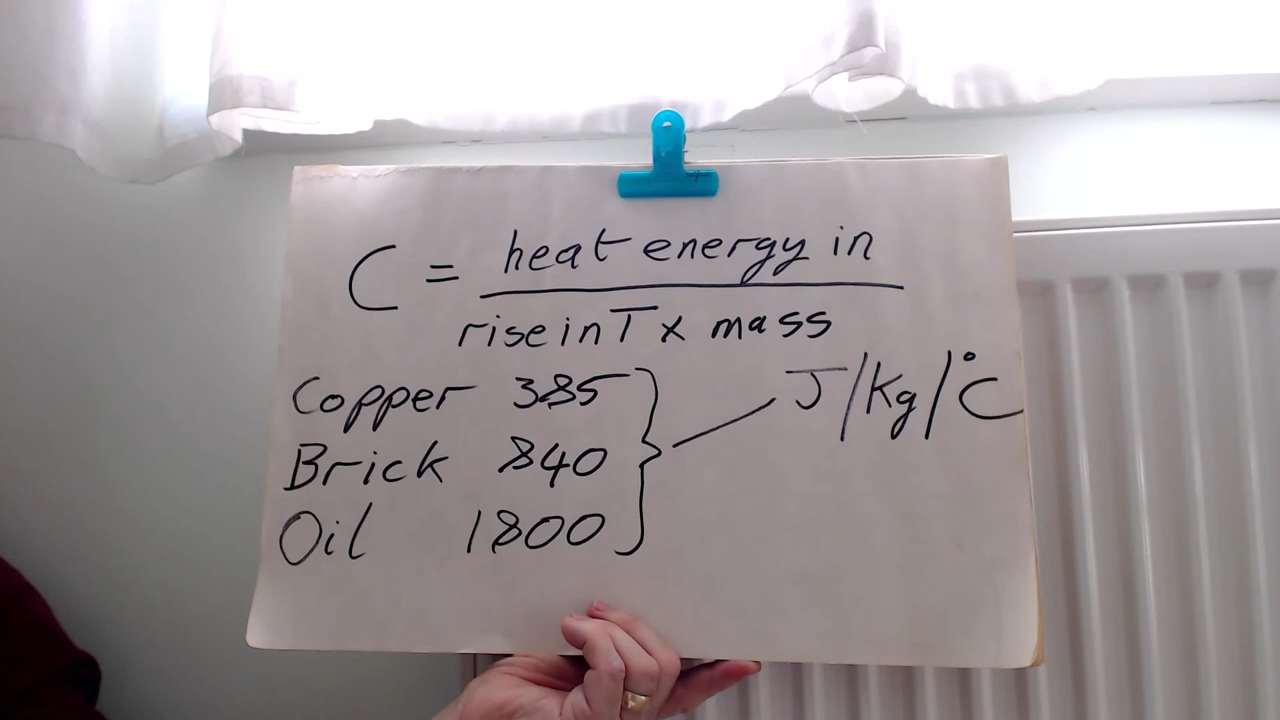 C = heat energy in
rise in T x mass
Copper 385
J/kg/°C
Brick 840
Oil 1800